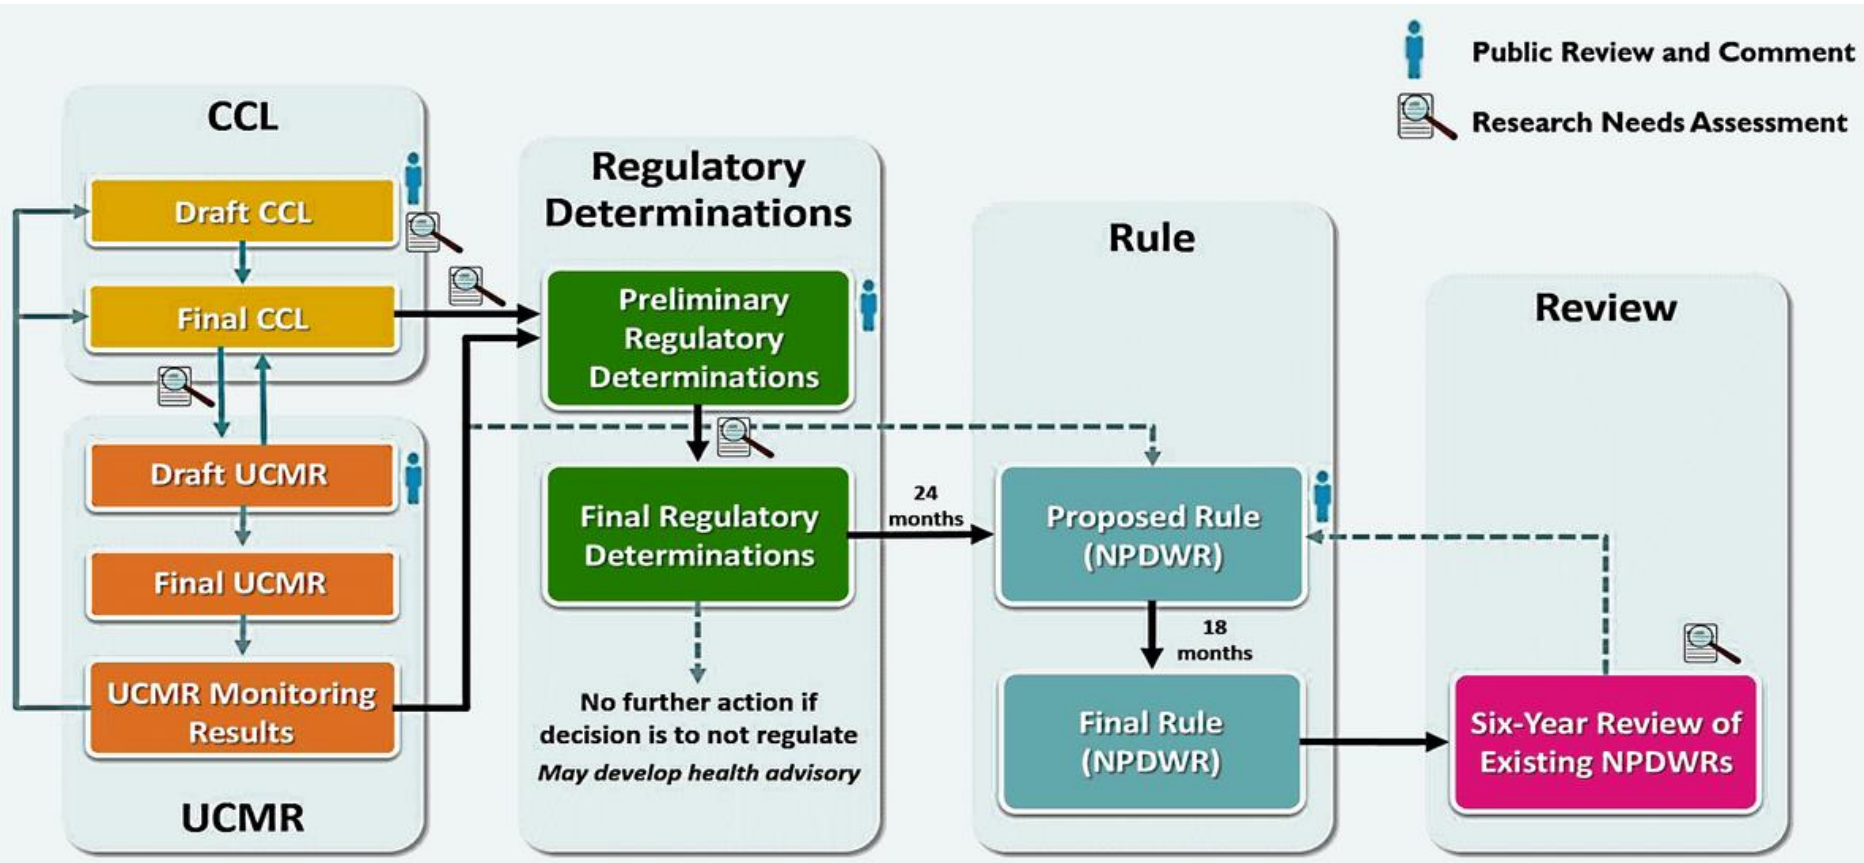 Public Review and Comment
Research Needs Assessment
CCL
Draft CCL
Final CCL
Draft UCMR
Final UCMR
UCMR Monitoring
Results
UCMR
Regulatory
Determinations
Preliminary
Regulatory
Determinations
Final Regulatory
Determinations
No further action if
decision is to not regulate
May develop health advisory
24
months
Rule
Proposed Rule
(NPDWR)
18
months
Final Rule
(NPDWR)
Review
Six-Year Review of
Existing NPDWRs